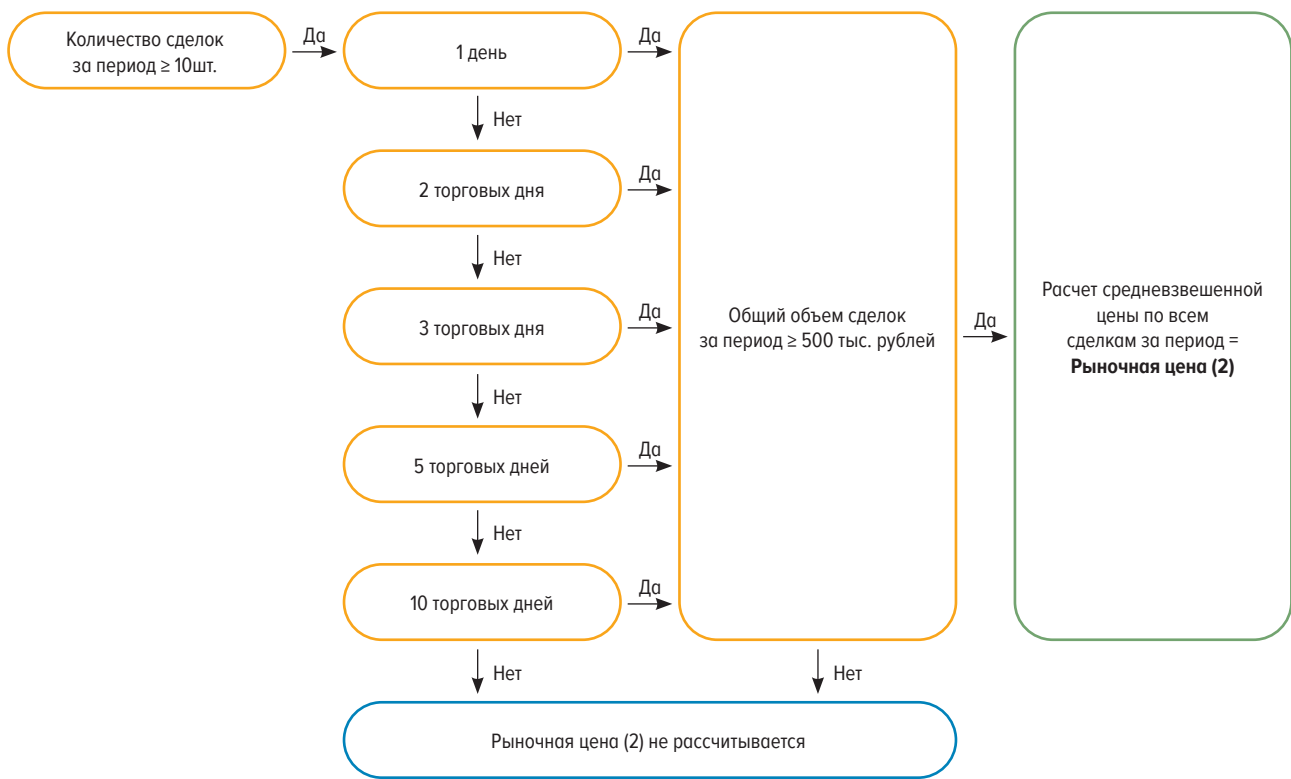 Количество сделок
за период ≥ 10шт.
Да
1 день
Да
Нет
2 торговых дня
Да
Нет
3 торговых дня
Да
Нет
5 торговых дней
Да
Нет
10 торговых дней
Да
Нет
Общий объем сделок
за период ≥ 500 тыс. рублей
Да
Нет
Расчет средневзвешенной
цены по всем
сделкам за период =
Рыночная цена (2)
Рыночная цена (2) не рассчитывается